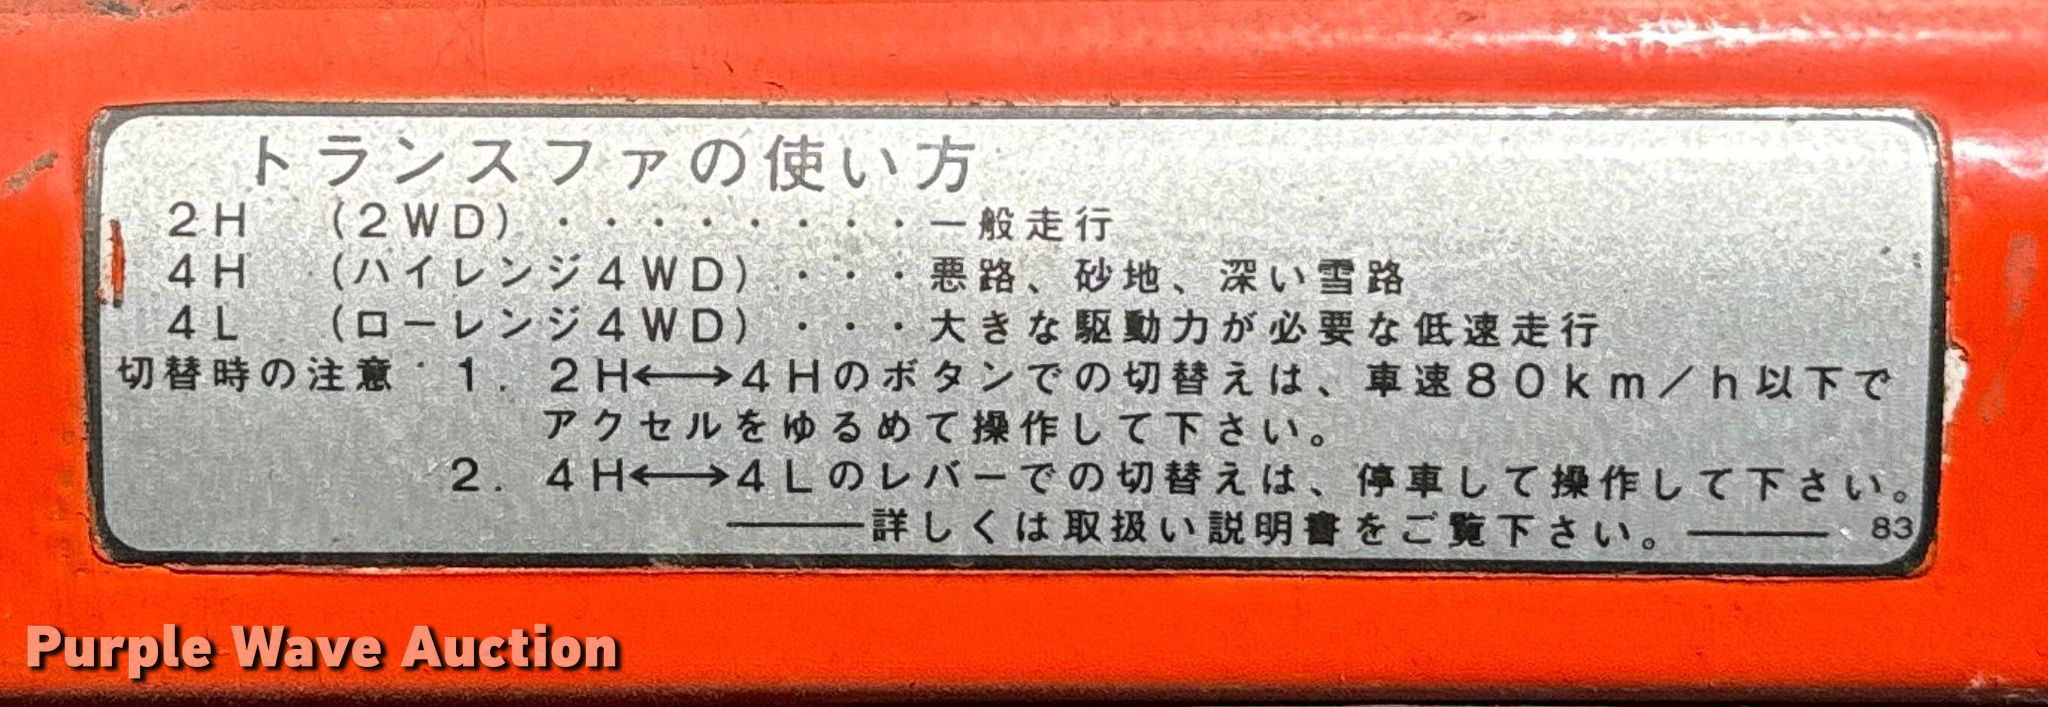 トランスファの使い方
2H (2WD)・・・・・・・・一般走行
4H (ハイレンジ4WD)・・・悪路、砂地、深い雪路
4L (ローレンジ4WD)・・・大きな駆動力が必要な低速走行
切替時の注意 1. 2H⟷4Hのボタンでの切替えは、車速80km/h以下で
アクセルをゆるめて操作して下さい。
2. 4H⟷4Lのレバーでの切替えは、停車して操作して下さい。
―――詳しくは取扱い説明書をご覧下さい。――― 83
Purple Wave Auction